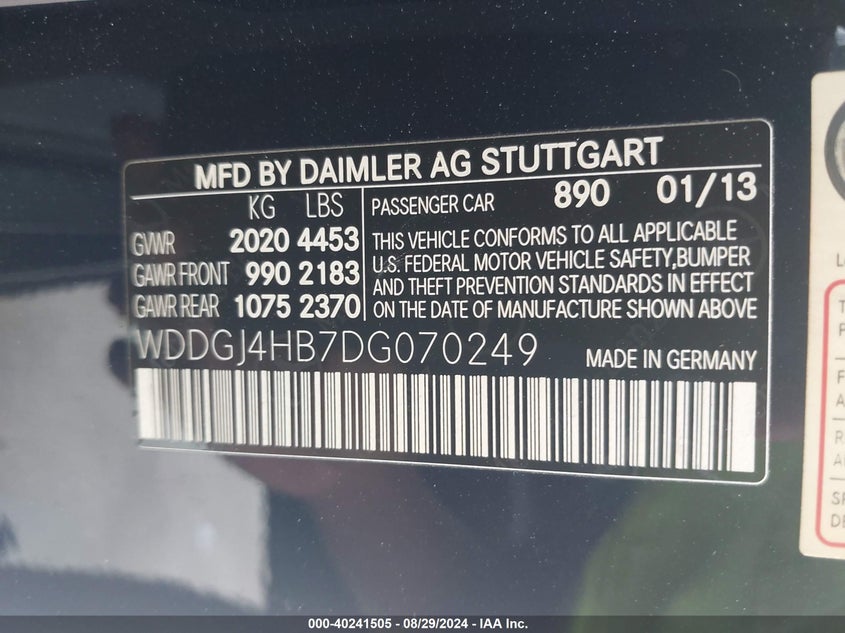 MFD BY DAIMLER AG STUTTGART
KG LBS
GVWR 2020 4453
GAWR FRONT 990 2183
GAWR REAR 1075 2370
PASSENGER CAR 890 01/13
THIS VEHICLE CONFORMS TO ALL APPLICABLE
U.S. FEDERAL MOTOR VEHICLE SAFETY,BUMPER
AND THEFT PREVENTION STANDARDS IN EFFECT
ON THE DATE OF MANUFACTURE SHOWN ABOVE
WDDGJ4HB7DG070249 MADE IN GERMANY
000-40241505 - 08/29/2024 - IAA Inc.